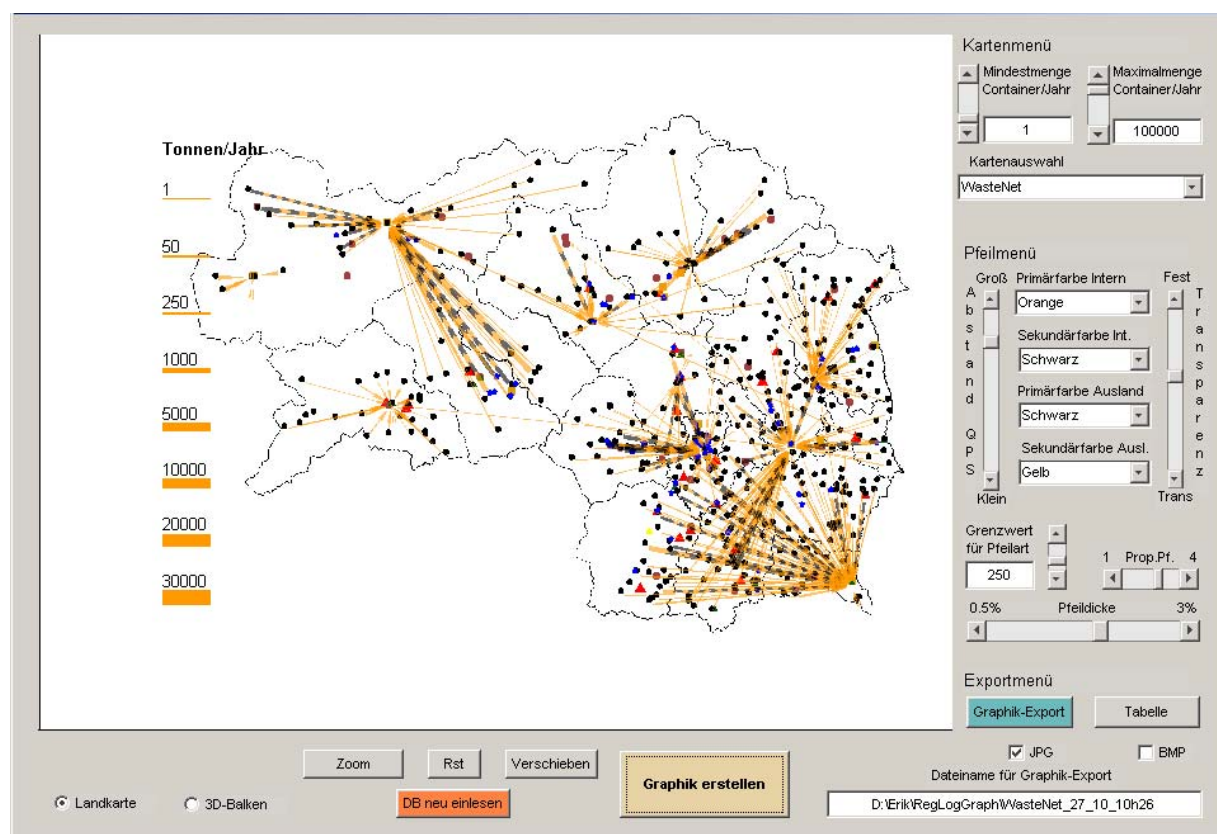 Tonnen/Jahr
1
50
250
1000
5000
10000
20000
30000
Kartenmenü
Mindestmenge
Container/Jahr
1
Maximalmenge
Container/Jahr
100000
Kartenauswahl
WasteNet
Pfeilmenü
Groß
Abstand QPS
Klein
Primärfarbe Intern
Orange
Sekundärfarbe Int.
Schwarz
Primärfarbe Ausland
Schwarz
Sekundärfarbe Ausl.
Gelb
Fest
Transparenz
Trans
Grenzwert
für Pfeilart
250
1 Prop.Pf. 4
0.5% Pfeildicke 3%
Exportmenü
Graphik-Export
Tabelle
JPG
BMP
Dateiname für Graphik-Export
D:\Erik\RegLogGraph\WasteNet_27_10_10h26
Zoom
Rst
Verschieben
Graphik erstellen
Landkarte
3D-Balken
DB neu einlesen